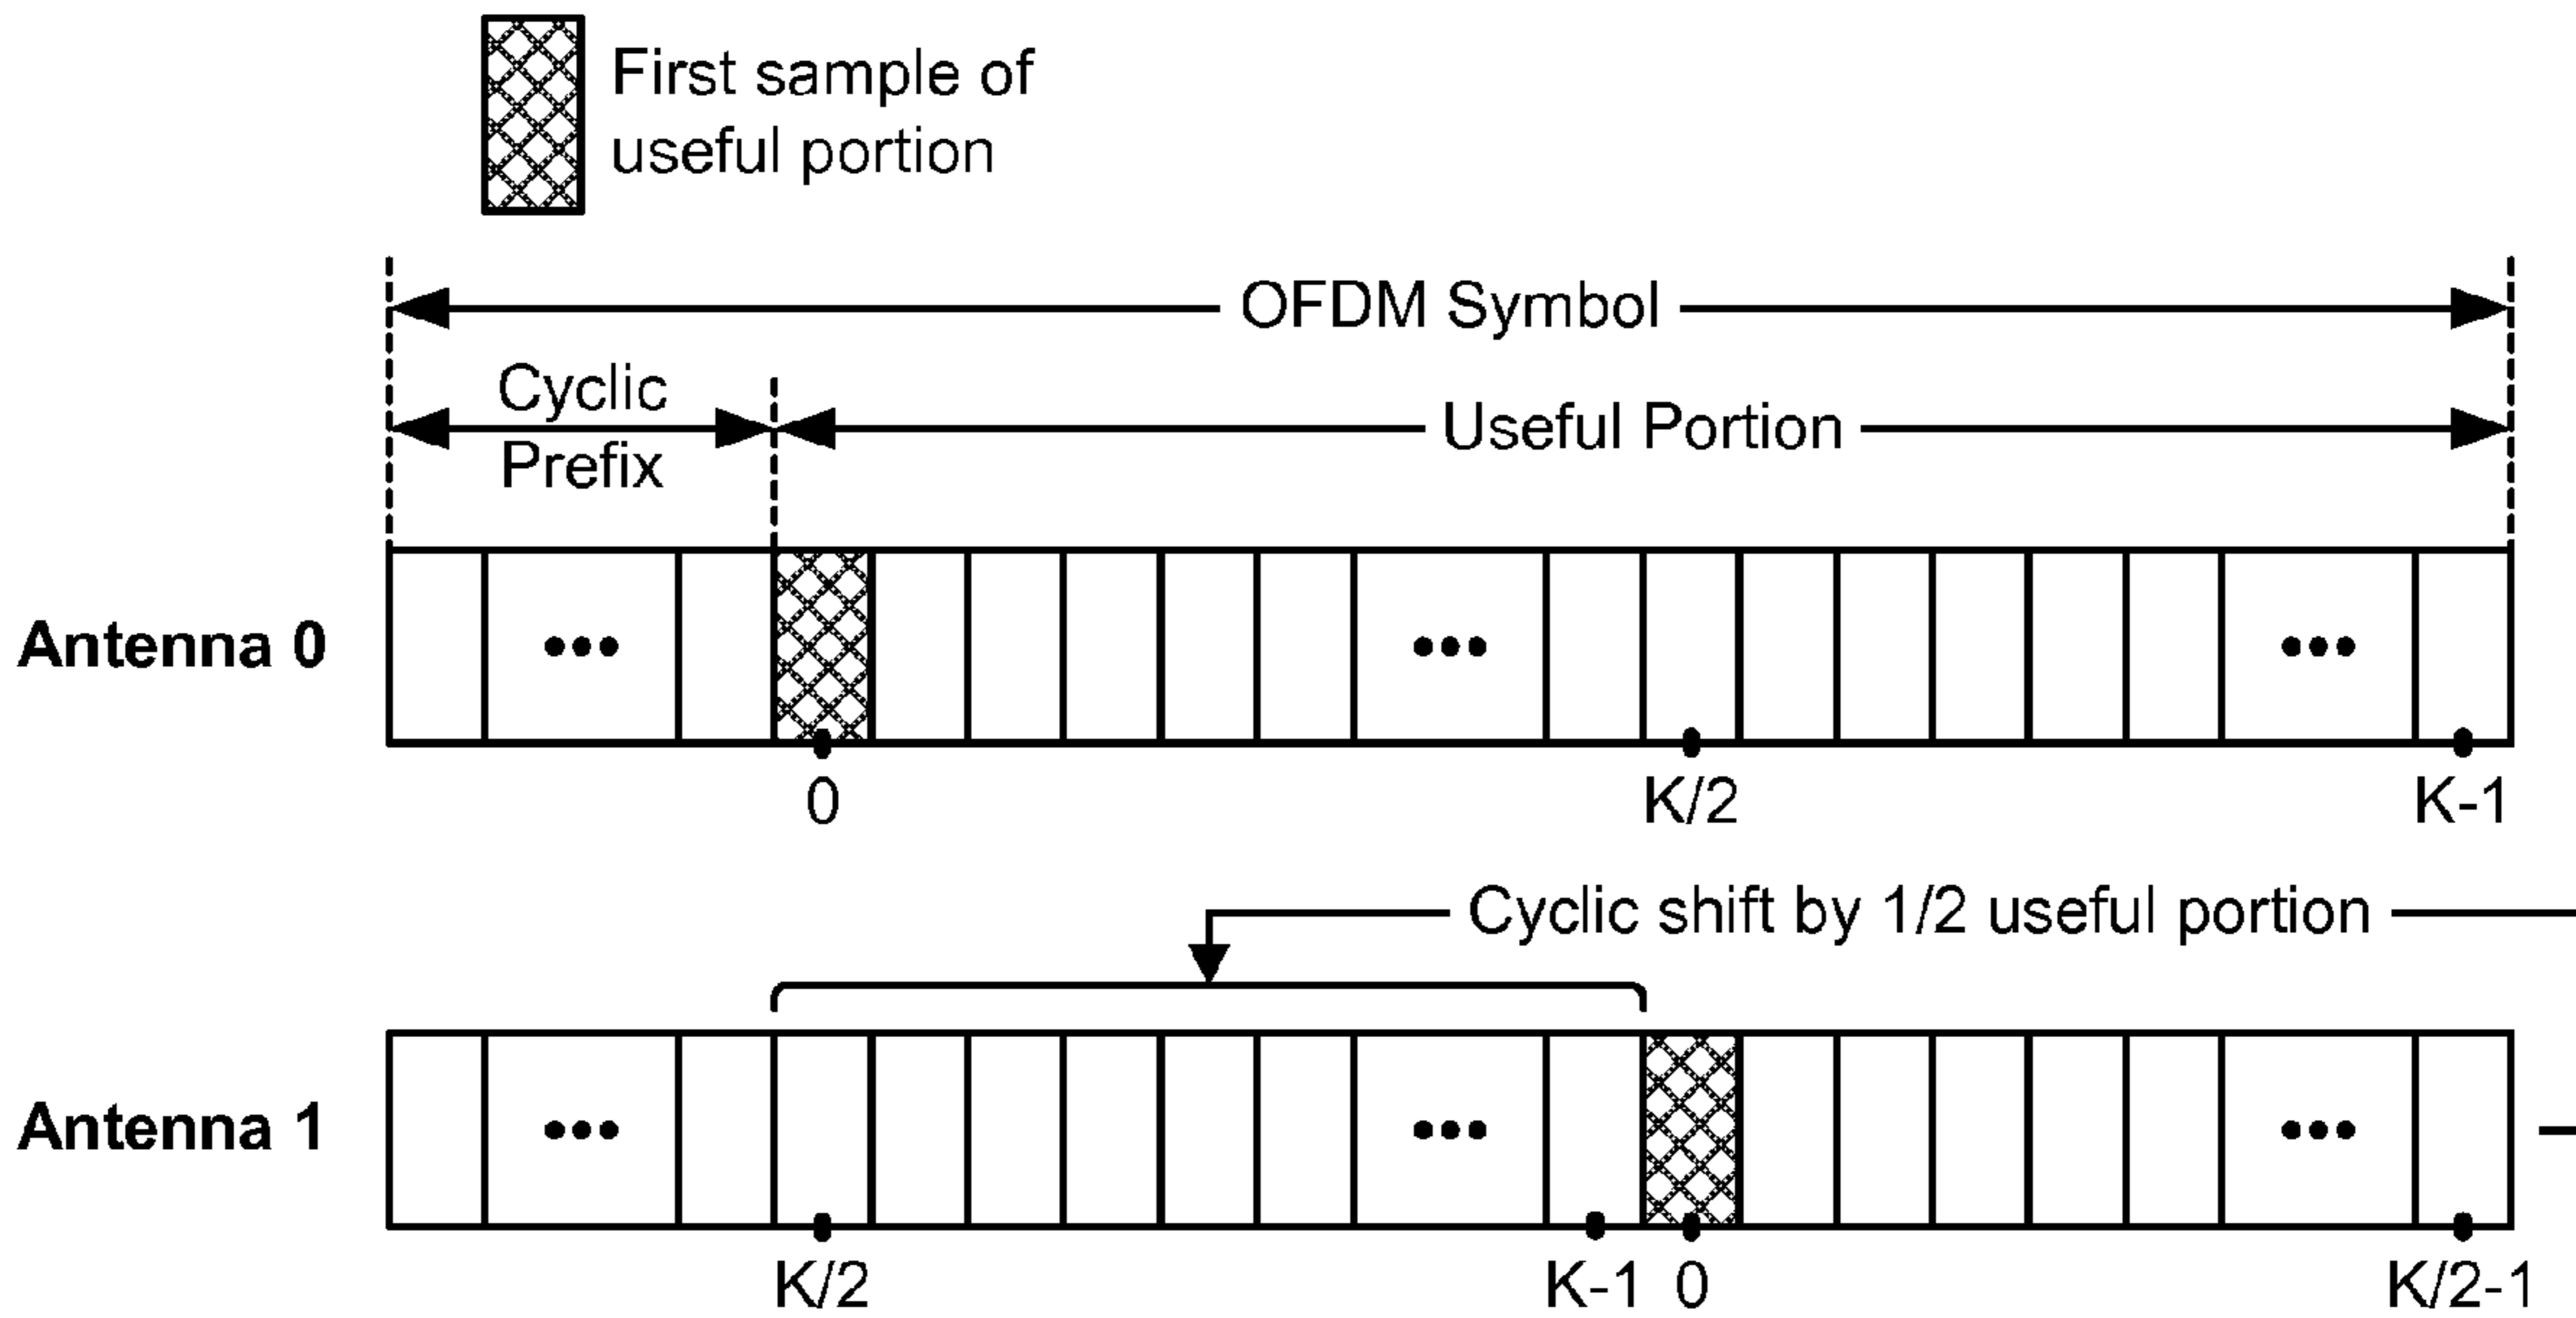 First sample of
useful portion
OFDM Symbol
Cyclic
Prefix
Useful Portion
Antenna 0
0
K/2
K-1
Cyclic shift by 1/2 useful portion
Antenna 1
K/2
K-1
0
K/2-1